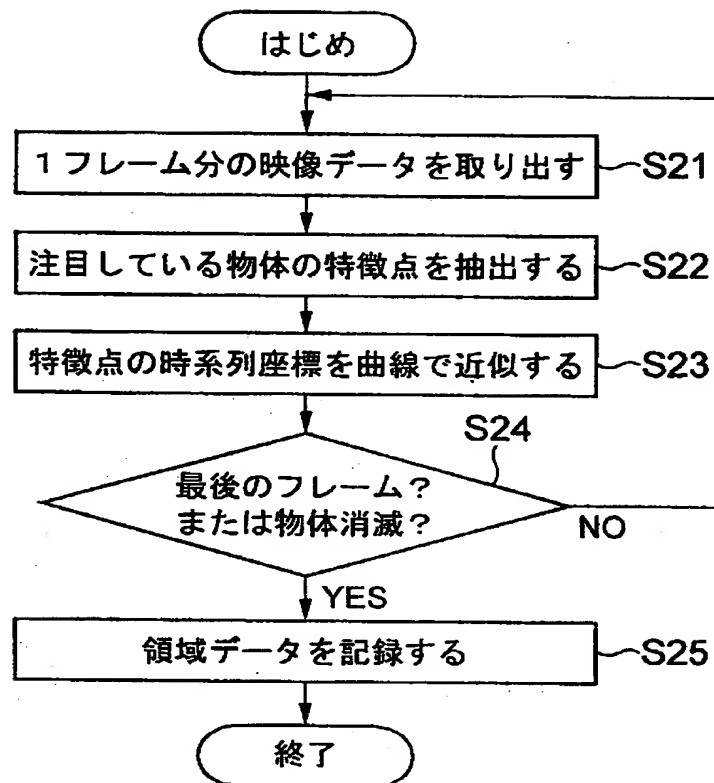 はじめ
1フレーム分の映像データを取り出す S21
注目している物体の特徴点を抽出する S22
特徴点の時系列座標を曲線で近似する S23
S24
最後のフレーム?
または物体消滅?
NO
YES
領域データを記録する S25
終了